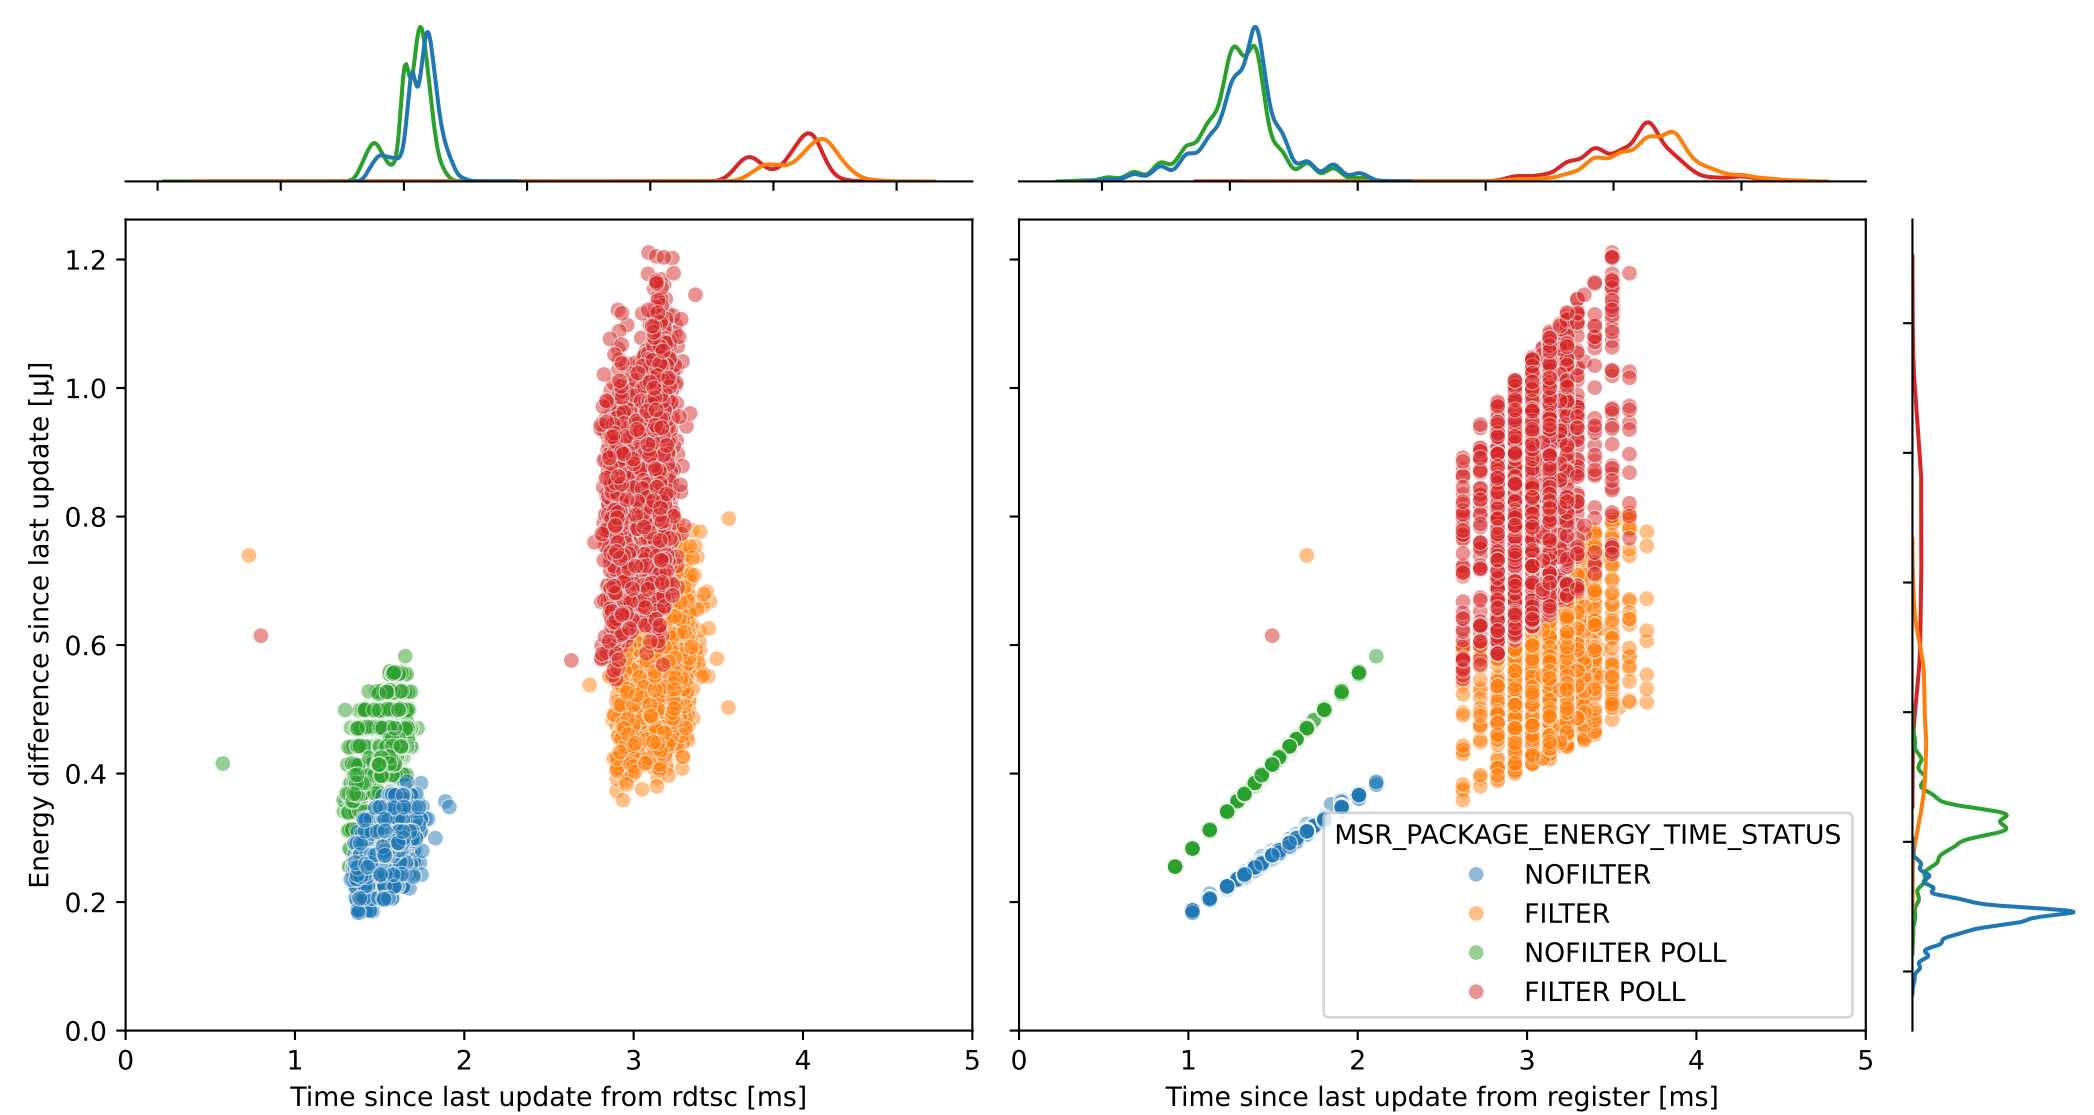 1.2
1.0
0.8
0.6
0.4
0.2
0.0
Energy difference since last update [µJ]
0 1 2 3 4 5
Time since last update from rdtsc [ms]
MSR_PACKAGE_ENERGY_TIME_STATUS
NOFILTER
FILTER
NOFILTER POLL
FILTER POLL
0 1 2 3 4 5
Time since last update from register [ms]